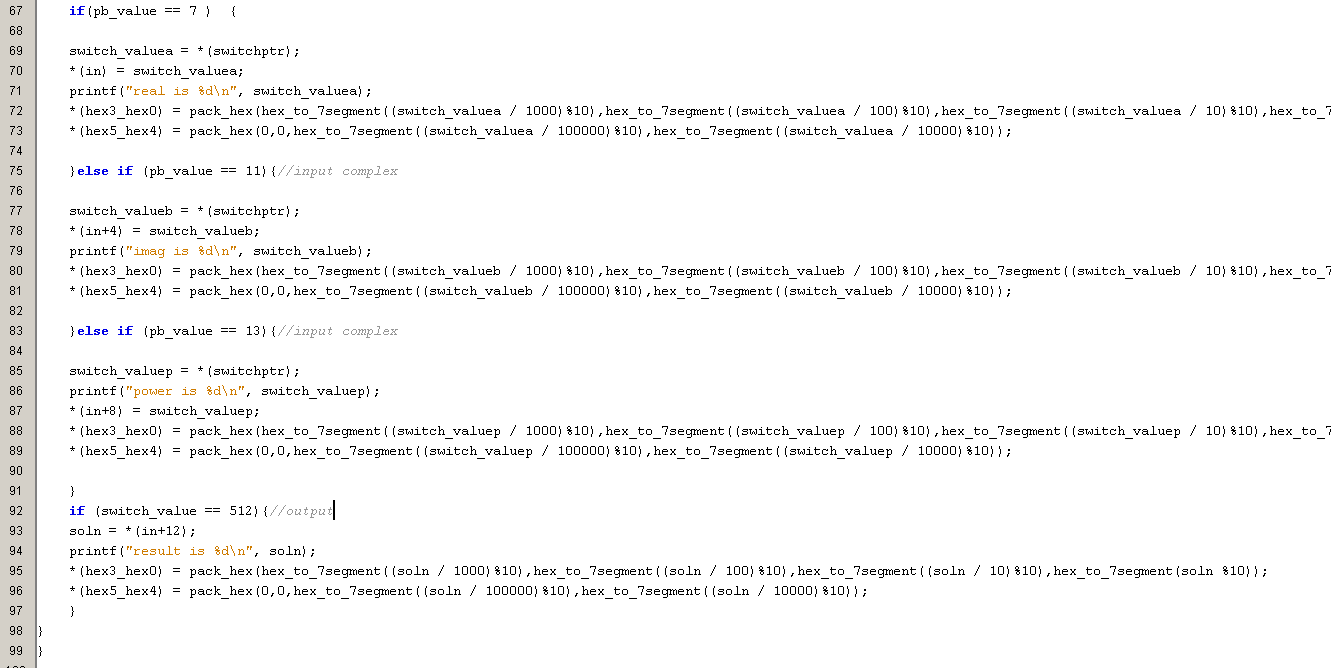 67 if(pb_value == 7 ) {
68
69 switch_valuea = *(switchptr);
70 *(in) = switch_valuea;
71 printf("real is %d\n", switch_valuea);
72 *(hex3_hex0) = pack_hex(hex_to_7segment((switch_valuea / 1000)%10),hex_to_7segment((switch_valuea / 100)%10),hex_to_7segment((switch_valuea / 10)%10),hex_to_7
73 *(hex5_hex4) = pack_hex(0,0,hex_to_7segment((switch_valuea / 100000)%10),hex_to_7segment((switch_valuea / 10000)%10));
74
75 }else if (pb_value == 11){//input complex
76
77 switch_valueb = *(switchptr);
78 *(in+4) = switch_valueb;
79 printf("imag is %d\n", switch_valueb);
80 *(hex3_hex0) = pack_hex(hex_to_7segment((switch_valueb / 1000)%10),hex_to_7segment((switch_valueb / 100)%10),hex_to_7segment((switch_valueb / 10)%10),hex_to_7
81 *(hex5_hex4) = pack_hex(0,0,hex_to_7segment((switch_valueb / 100000)%10),hex_to_7segment((switch_valueb / 10000)%10));
82
83 }else if (pb_value == 13){//input complex
84
85 switch_valuep = *(switchptr);
86 printf("power is %d\n", switch_valuep);
87 *(in+8) = switch_valuep;
88 *(hex3_hex0) = pack_hex(hex_to_7segment((switch_valuep / 1000)%10),hex_to_7segment((switch_valuep / 100)%10),hex_to_7segment((switch_valuep / 10)%10),hex_to_7
89 *(hex5_hex4) = pack_hex(0,0,hex_to_7segment((switch_valuep / 100000)%10),hex_to_7segment((switch_valuep / 10000)%10));
90
91 }
92 if (switch_value == 512){//output
93 soln = *(in+12);
94 printf("result is %d\n", soln);
95 *(hex3_hex0) = pack_hex(hex_to_7segment((soln / 1000)%10),hex_to_7segment((soln / 100)%10),hex_to_7segment((soln / 10)%10),hex_to_7segment(soln %10));
96 *(hex5_hex4) = pack_hex(0,0,hex_to_7segment((soln / 100000)%10),hex_to_7segment((soln / 10000)%10));
97 }
98 }
99 }